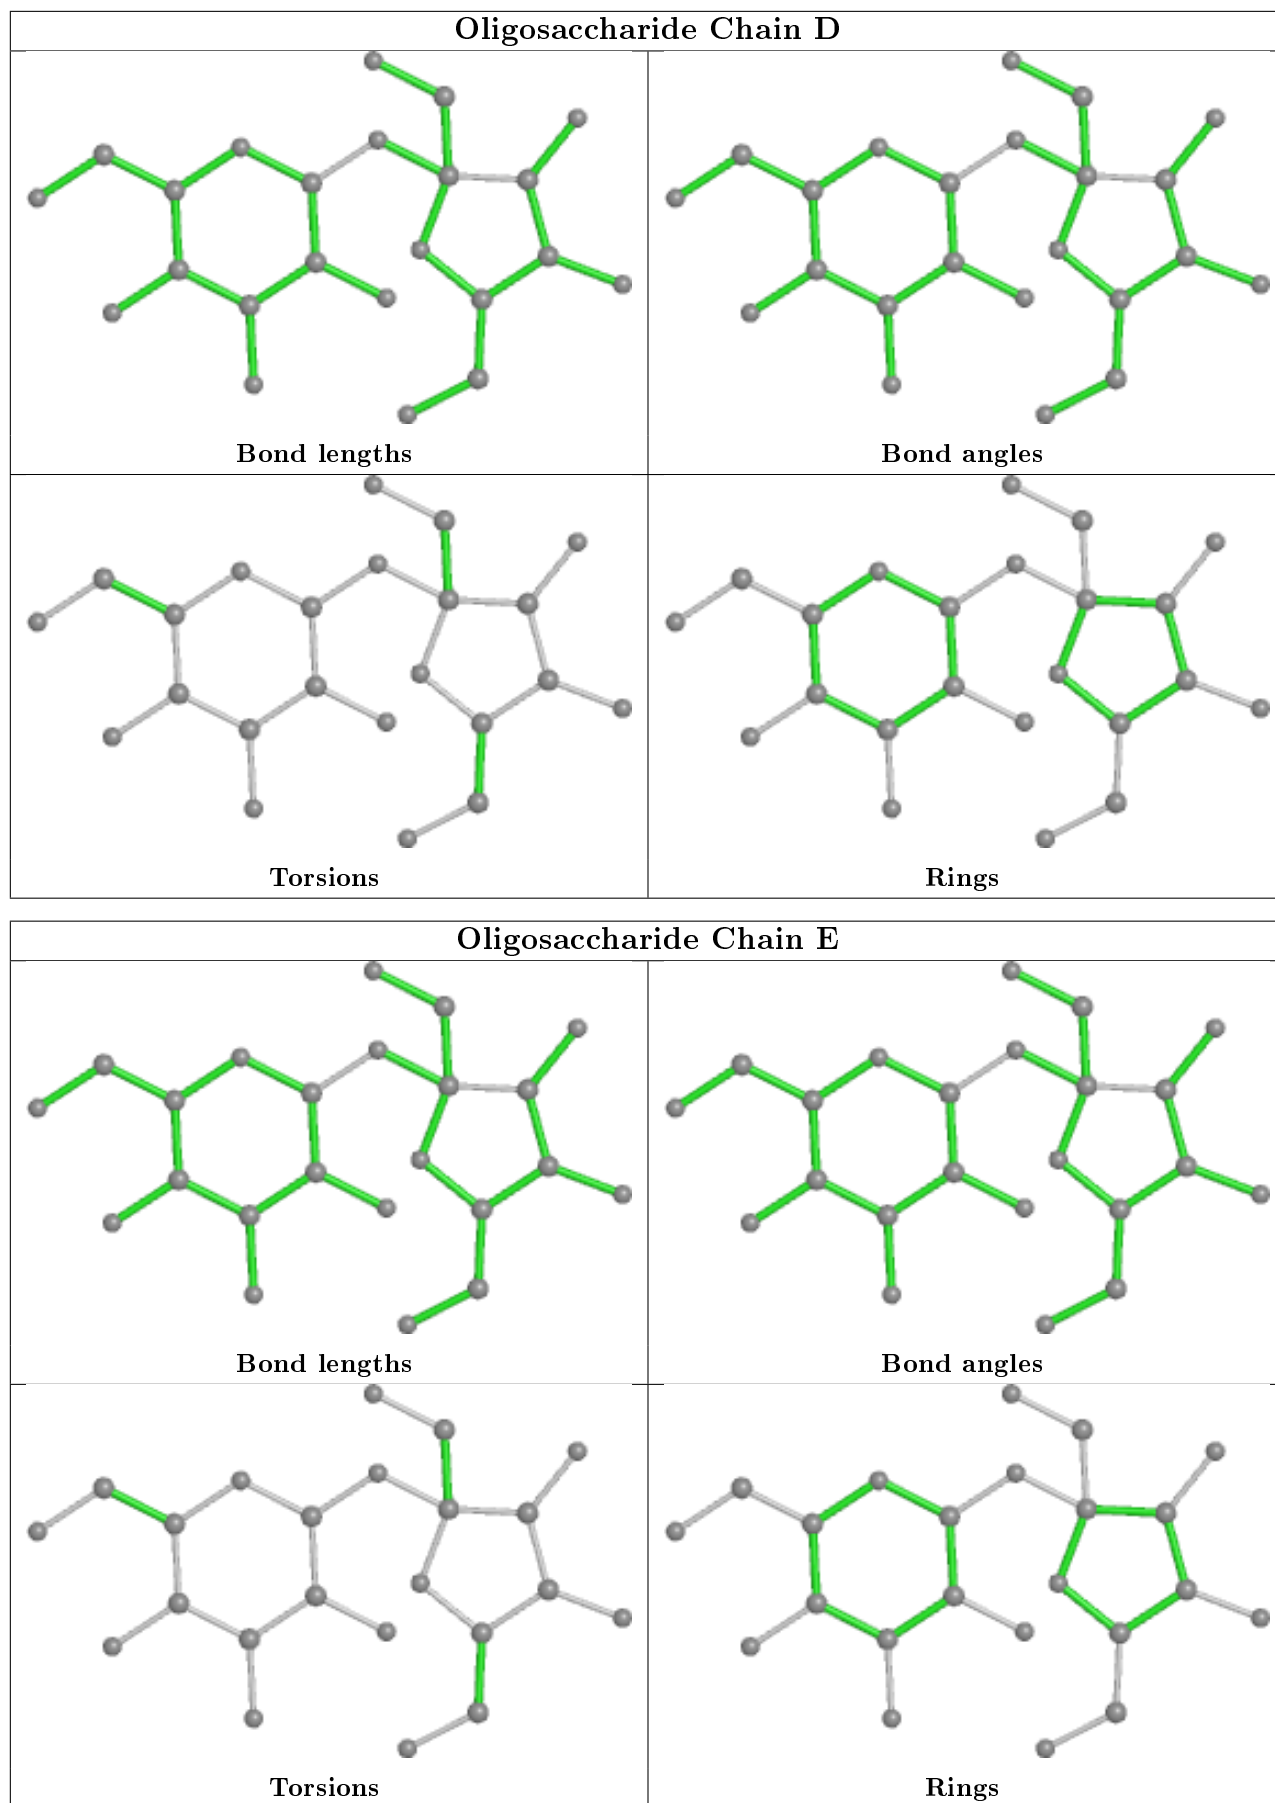 Oligosaccharide Chain D
Bond lengths
Bond angles
Torsions
Rings
Oligosaccharide Chain E
Bond lengths
Bond angles
Torsions
Rings